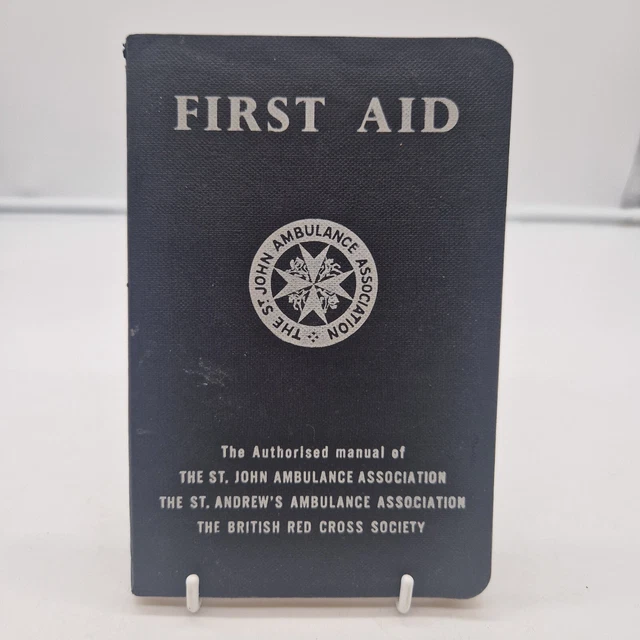 FIRST AID
THE ST. JOHN AMBULANCE ASSOCIATION
The Authorised manual of
THE ST. JOHN AMBULANCE ASSOCIATION
THE ST. ANDREW'S AMBULANCE ASSOCIATION
THE BRITISH RED CROSS SOCIETY